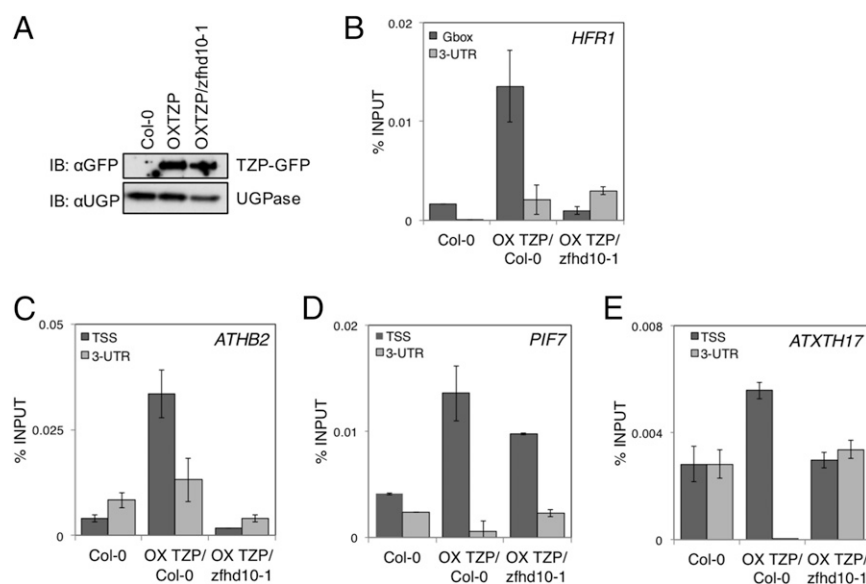 A
Col-0
OXTZP
OXTZP/zfhd10-1
IB: αGFP
TZP-GFP
IB: αUGP
UGPase
B
0.02
0.01
0
% INPUT
Gbox
3-UTR
HFR1
Col-0
OX TZP/
Col-0
OX TZP/
zfhd10-1
C
0.05
0.025
0
% INPUT
TSS
3-UTR
ATHB2
Col-0
OX TZP/
Col-0
OX TZP/
zfhd10-1
D
0.02
0.01
0
% INPUT
TSS
3-UTR
PIF7
Col-0
OX TZP/
Col-0
OX TZP/
zfhd10-1
E
0.008
0.004
0
% INPUT
TSS
3-UTR
ATXTH17
Col-0
OX TZP/
Col-0
OX TZP/
zfhd10-1